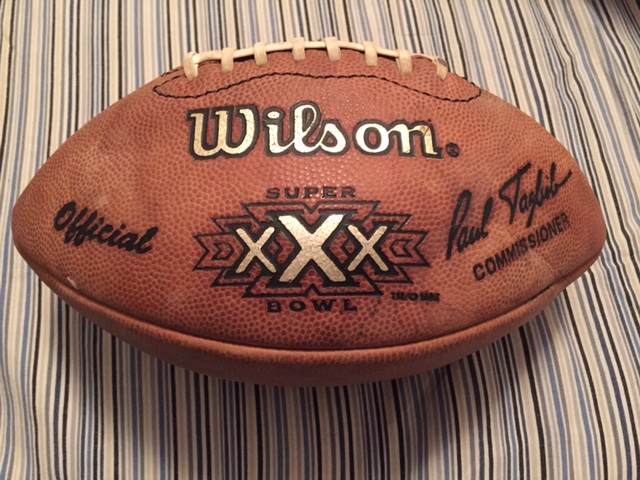 Wilson®
SUPER
XXX
BOWL
Official
Paul Tagliabue
COMMISSIONER